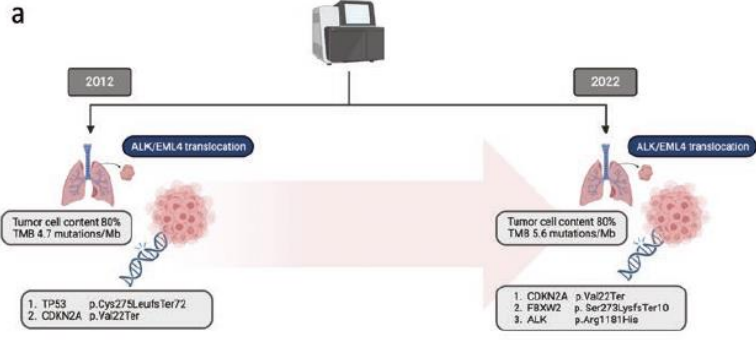 a
2012
2022
ALK/EML4 translocation
ALK/EML4 translocation
Tumor cell content 80%
TMB 4.7 mutations/Mb
Tumor cell content 80%
TMB 5.6 mutations/Mb
1. TP53 p.Cys275LeufsTer72
2. CDKN2A p.Val22Ter
1. CDKN2A p.Val22Ter
2. FBXW2 p. Ser273LysfsTer10
3. ALK p.Arg1181His